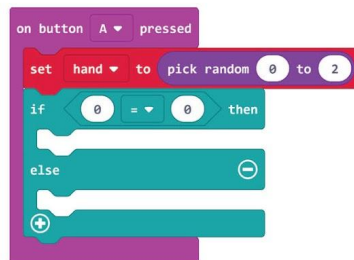 on button A pressed
set hand to pick random 0 to 2
if 0 = 0 then
else